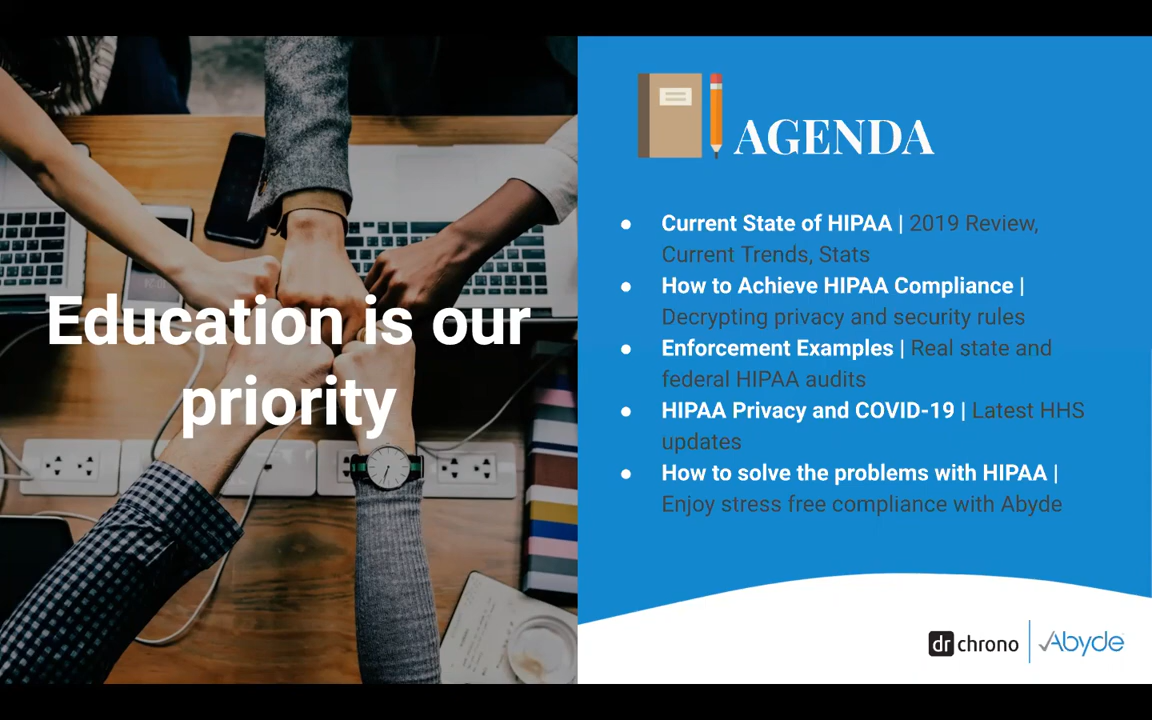 Education is our
priority
AGENDA
● Current State of HIPAA | 2019 Review,
Current Trends, Stats
● How to Achieve HIPAA Compliance |
Decrypting privacy and security rules
● Enforcement Examples | Real state and
federal HIPAA audits
● HIPAA Privacy and COVID-19 | Latest HHS
updates
● How to solve the problems with HIPAA |
Enjoy stress free compliance with Abyde
dr chrono | Abyde